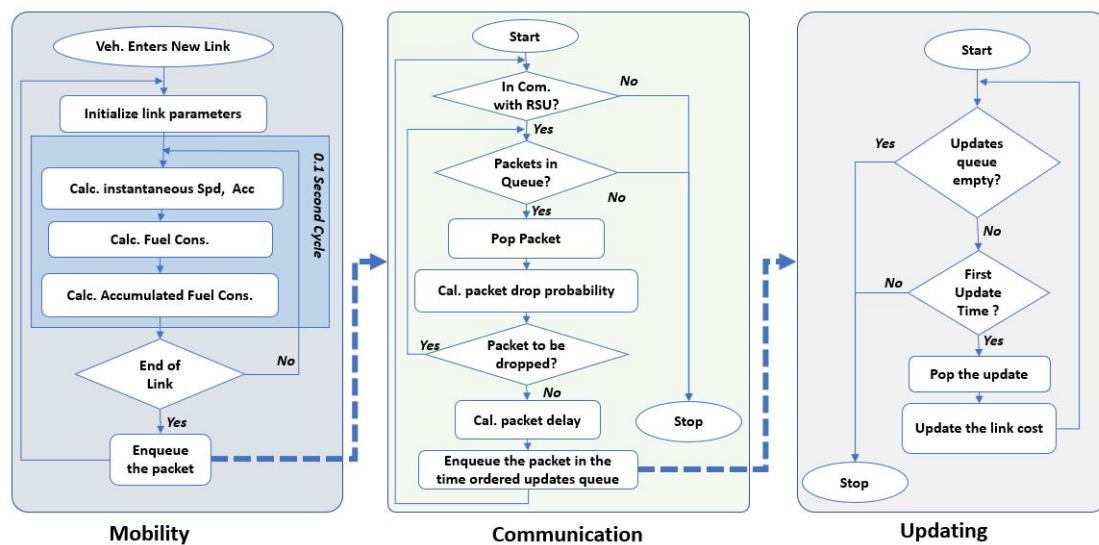 Veh. Enters New Link
Initialize link parameters
0.1 Second Cycle
Calc. instantaneous Spd, Acc
Calc. Fuel Cons.
Calc. Accumulated Fuel Cons.
End of
Link
No
Yes
Enqueue
the packet
Mobility
Start
In Com.
with RSU?
No
Yes
Packets in
Queue?
No
Yes
Pop Packet
Cal. packet drop probability
Yes
Packet to be
dropped?
No
Cal. packet delay
Stop
Enqueue the packet in the
time ordered updates queue
Communication
Start
Yes
Updates
queue
empty?
No
No
First
Update
Time ?
Yes
Pop the update
Update the link cost
Stop
Updating